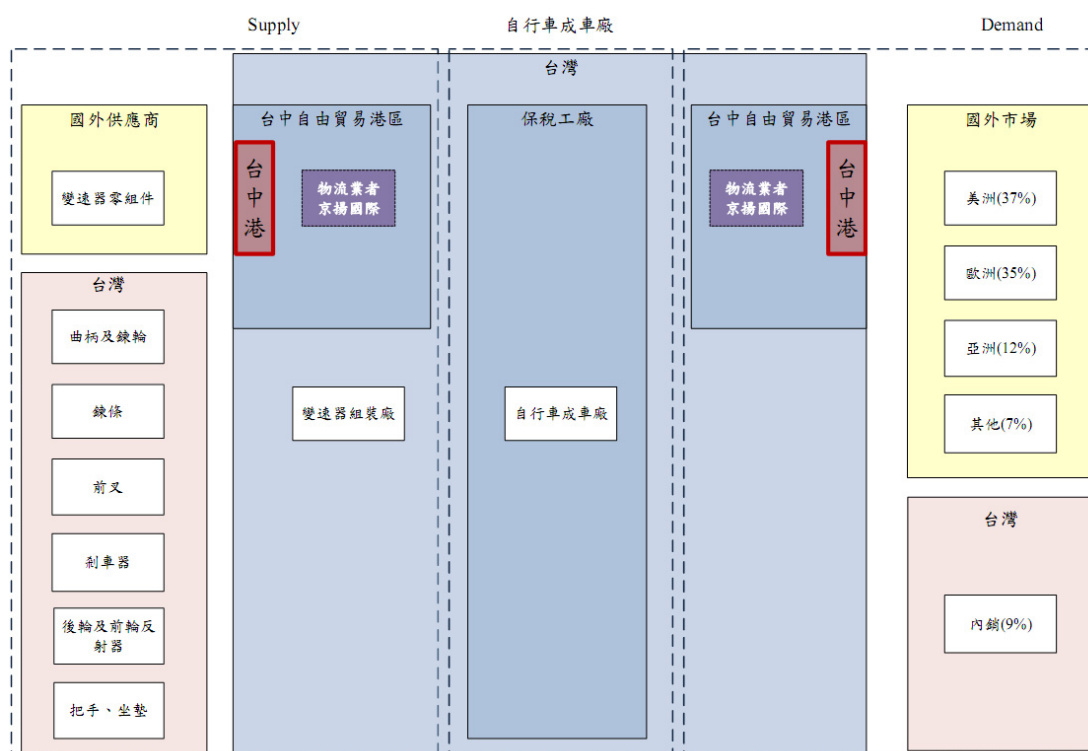 Supply
自行車成車廠
Demand
台灣
國外供應商
變速器零組件
台灣
曲柄及鍊輪
鍊條
前叉
剎車器
後輪及前輪反
射器
把手、坐墊
台中自由貿易港區
台中港
物流業者
京揚國際
變速器組裝廠
保稅工廠
自行車成車廠
台中自由貿易港區
物流業者
京揚國際
台中港
國外市場
美洲(37%)
歐洲(35%)
亞洲(12%)
其他(7%)
台灣
內銷(9%)